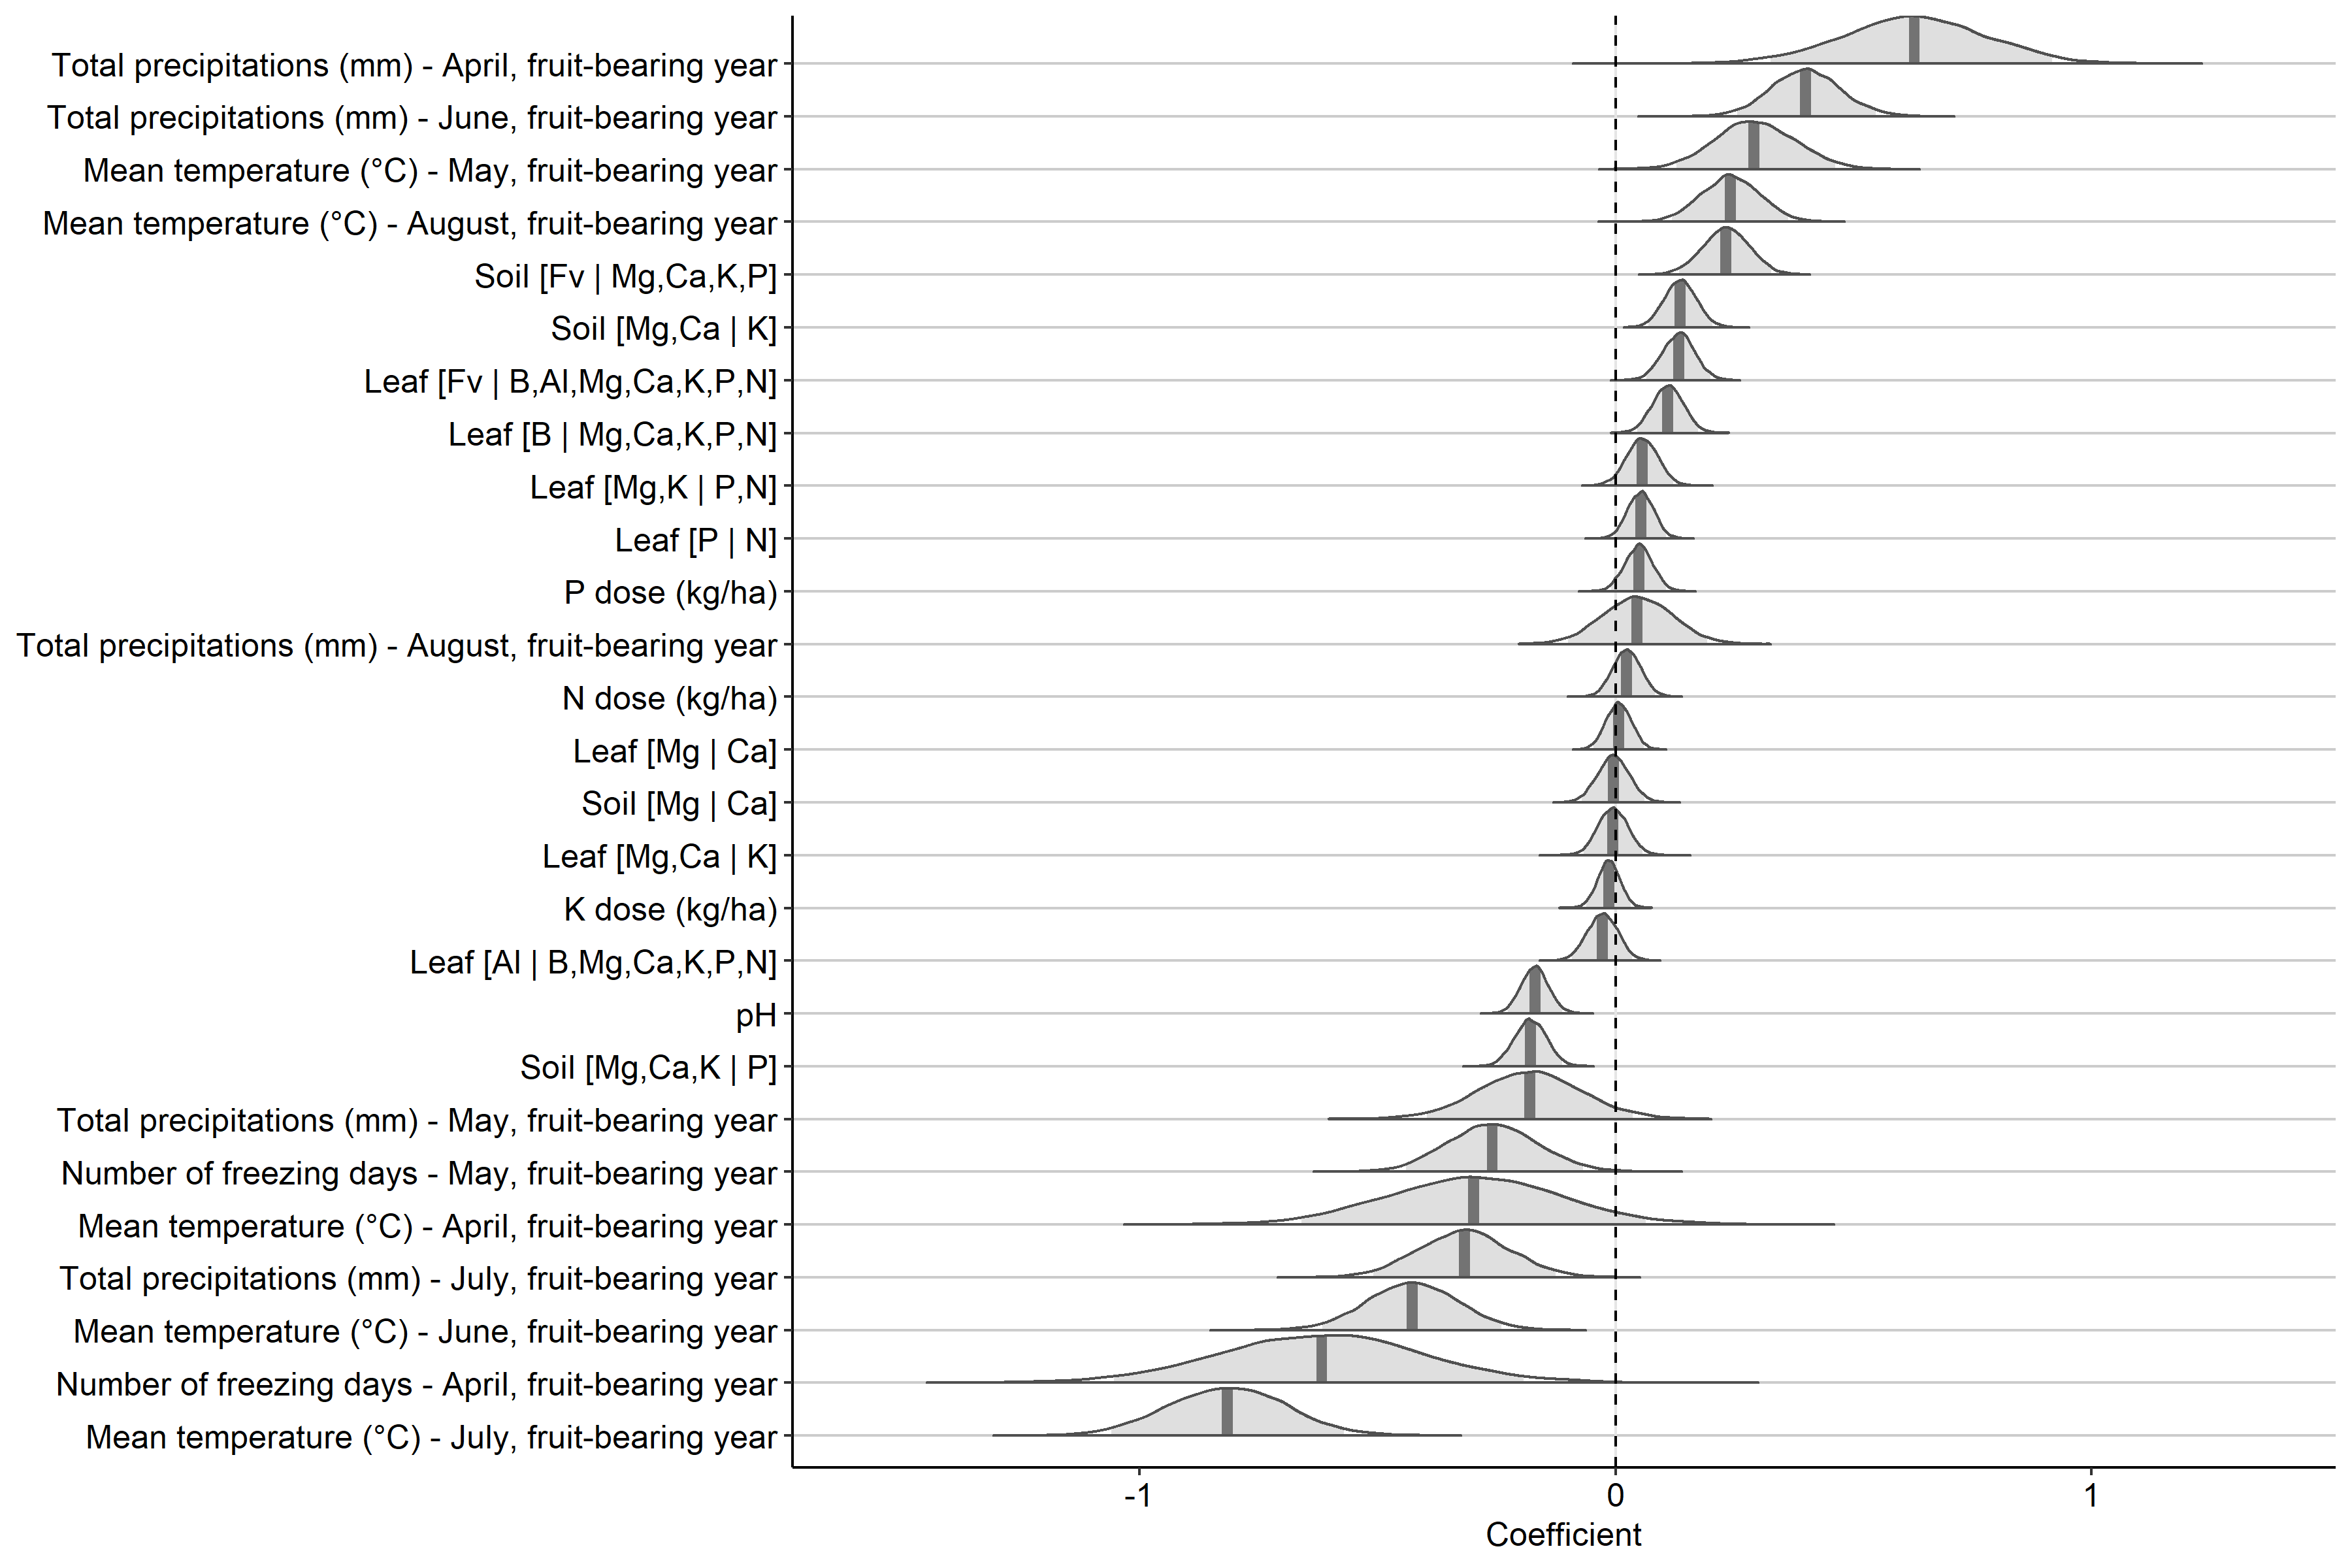 Total precipitations (mm) - April, fruit-bearing year
Total precipitations (mm) - June, fruit-bearing year
Mean temperature (°C) - May, fruit-bearing year
Mean temperature (°C) - August, fruit-bearing year
Soil [Fv | Mg,Ca,K,P]
Soil [Mg,Ca | K]
Leaf [Fv | B,Al,Mg,Ca,K,P,N]
Leaf [B | Mg,Ca,K,P,N]
Leaf [Mg,K | P,N]
Leaf [P | N]
P dose (kg/ha)
Total precipitations (mm) - August, fruit-bearing year
N dose (kg/ha)
Leaf [Mg | Ca]
Soil [Mg | Ca]
Leaf [Mg,Ca | K]
K dose (kg/ha)
Leaf [Al | B,Mg,Ca,K,P,N]
pH
Soil [Mg,Ca,K | P]
Total precipitations (mm) - May, fruit-bearing year
Number of freezing days - May, fruit-bearing year
Mean temperature (°C) - April, fruit-bearing year
Total precipitations (mm) - July, fruit-bearing year
Mean temperature (°C) - June, fruit-bearing year
Number of freezing days - April, fruit-bearing year
Mean temperature (°C) - July, fruit-bearing year
-1 0 1
Coefficient